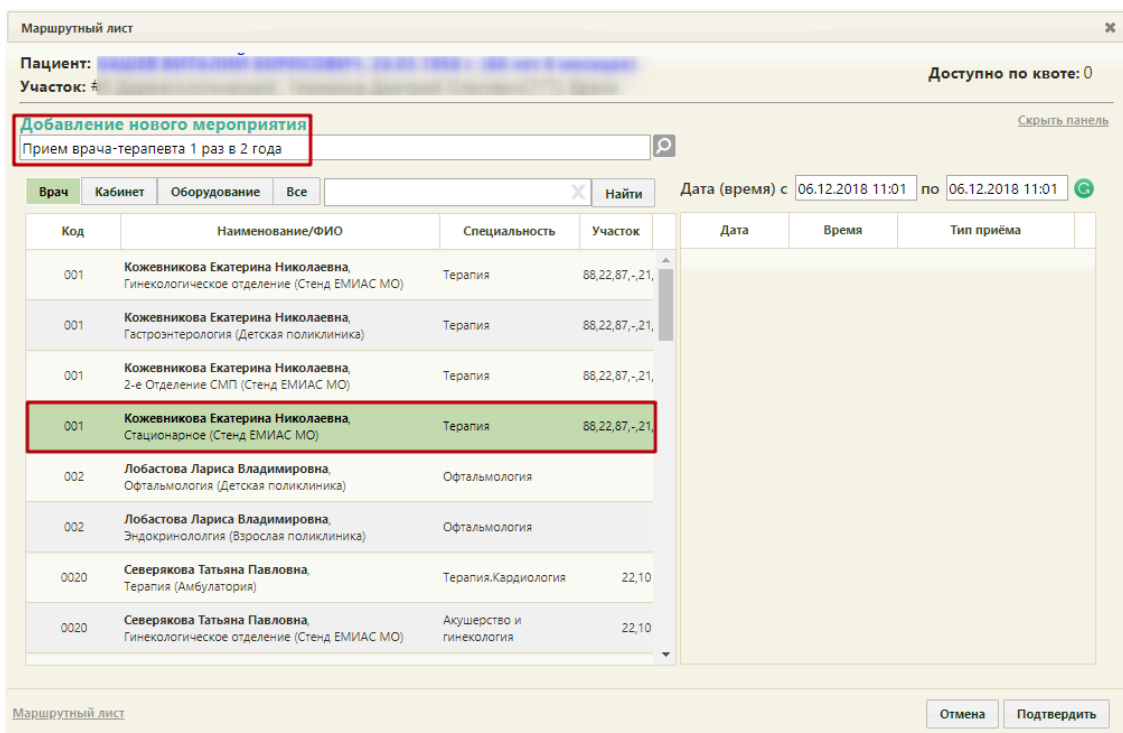 Маршрутный лист
Пациент:
Участок: #
Доступно по квоте: 0
Добавление нового мероприятия
Скрыть панель
Прием врача-терапевта 1 раз в 2 года
Врач Кабинет Оборудование Все Найти Дата (время) с 06.12.2018 11:01 по 06.12.2018 11:01
Код Наименование/ФИО Специальность Участок Дата Время Тип приёма
Кожевникова Екатерина Николаевна,
001 Терапия 88,22,87,-,21,
Гинекологическое отделение (Стенд ЕМИАС МО)
Кожевникова Екатерина Николаевна,
001 Терапия 88,22,87,-,21,
Гастроэнтерология (Детская поликлиника)
Кожевникова Екатерина Николаевна,
001 Терапия 88,22,87,-,21,
2-е Отделение СМП (Стенд ЕМИАС МО)
Кожевникова Екатерина Николаевна,
001 Терапия 88,22,87,-,21,
Стационарное (Стенд ЕМИАС МО)
Лобастова Лариса Владимировна,
002 Офтальмология
Офтальмология (Детская поликлиника)
Лобастова Лариса Владимировна,
002 Офтальмология
Эндокринололгия (Взрослая поликлиника)
Северякова Татьяна Павловна,
0020 Терапия.Кардиология 22,10
Терапия (Амбулатория)
Северякова Татьяна Павловна, Акушерство и
0020 22,10
Гинекологическое отделение (Стенд ЕМИАС МО) гинекология
Маршрутный лист
Отмена Подтвердить